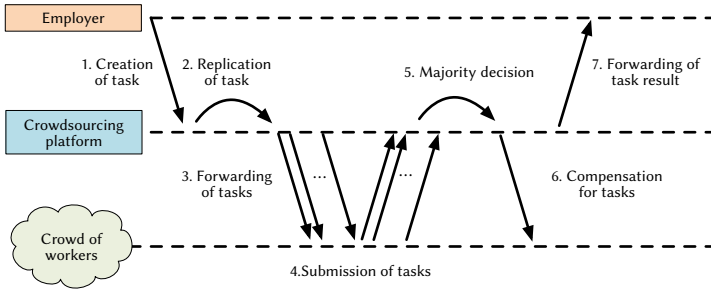 Employer
1. Creation
of task
2. Replication
of task
5. Majority decision
7. Forwarding of
task result
Crowdsourcing
platform
3. Forwarding
of tasks
...
...
6. Compensation
for tasks
Crowd of
workers
4.Submission of tasks